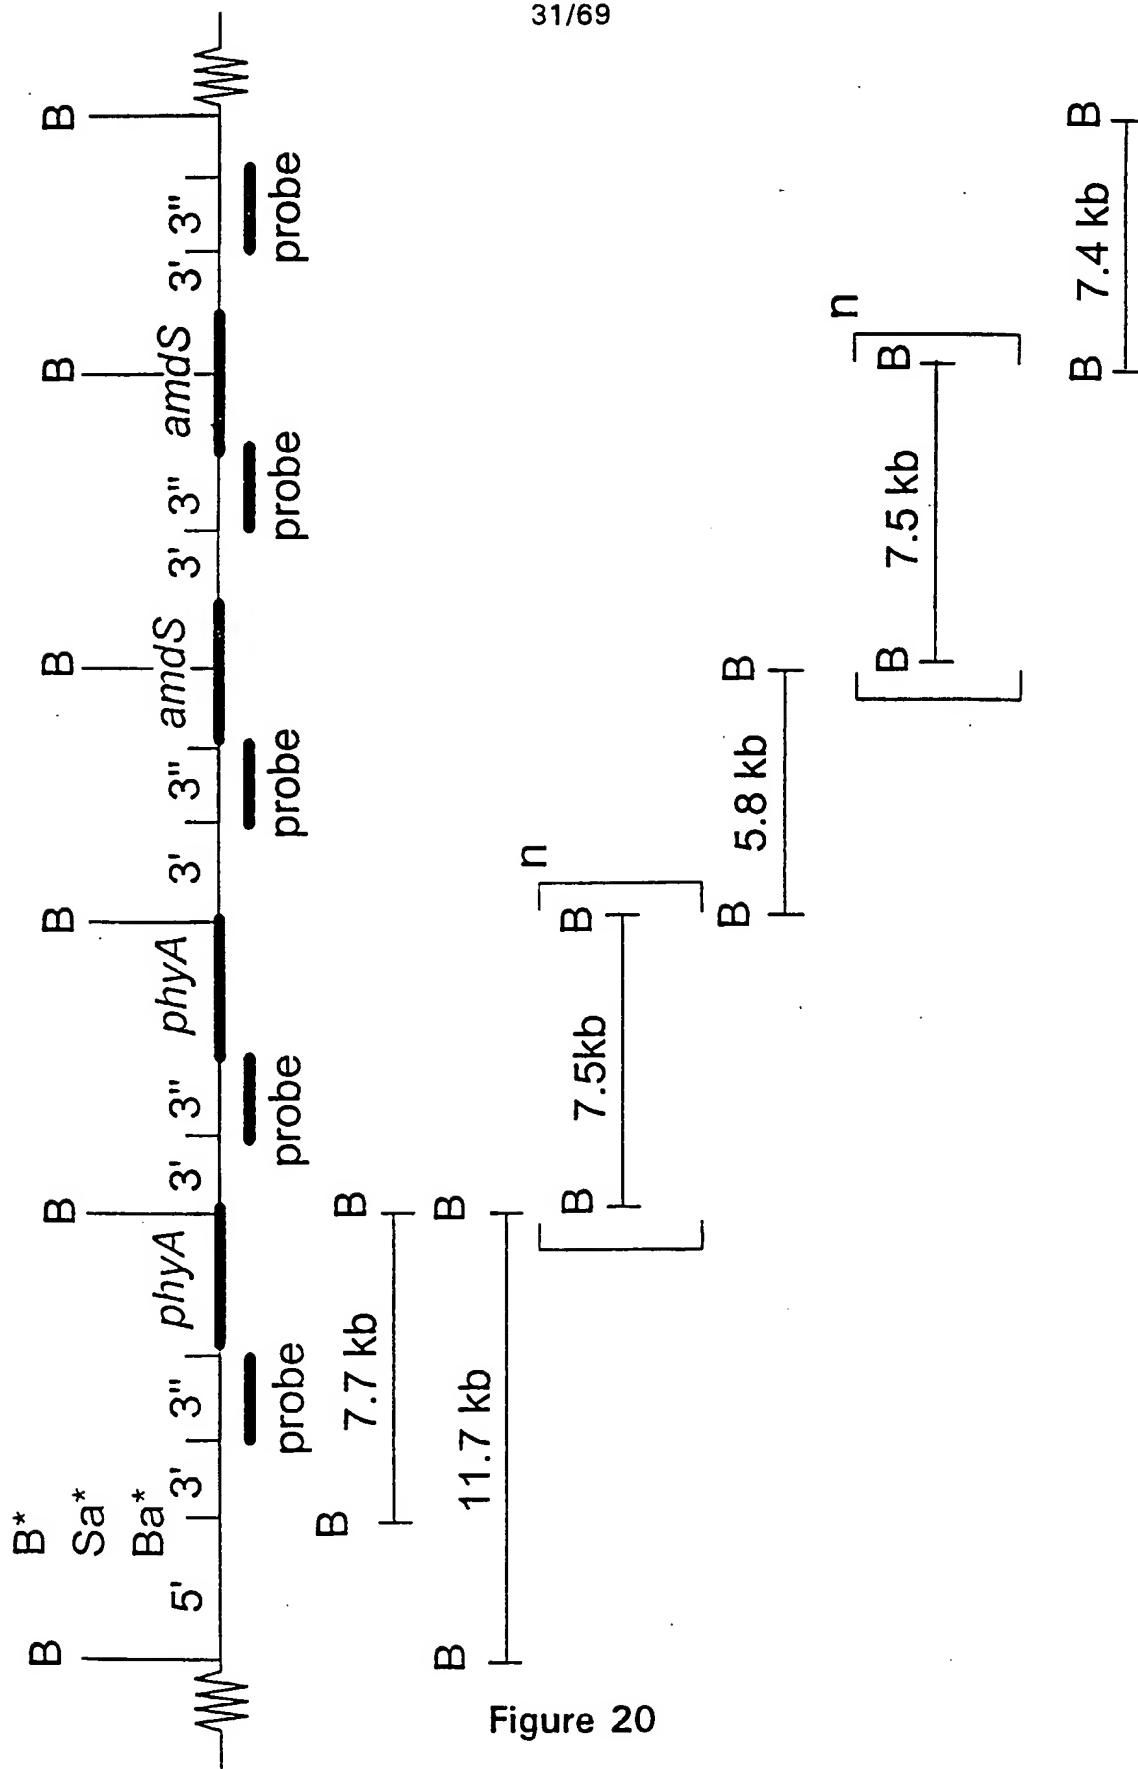 31/69
B B B B B B
B*
Sa*
Ba*
5' 3' 3" phyA 3' 3" phyA 3' 3" amdS 3' 3" amdS 3' 3"
probe probe probe probe probe
B 7.7 kb B
B 11.7 kb B
B 7.5kb B n
B 5.8 kb B
B 7.5 kb B n
B 7.4 kb B
Figure 20